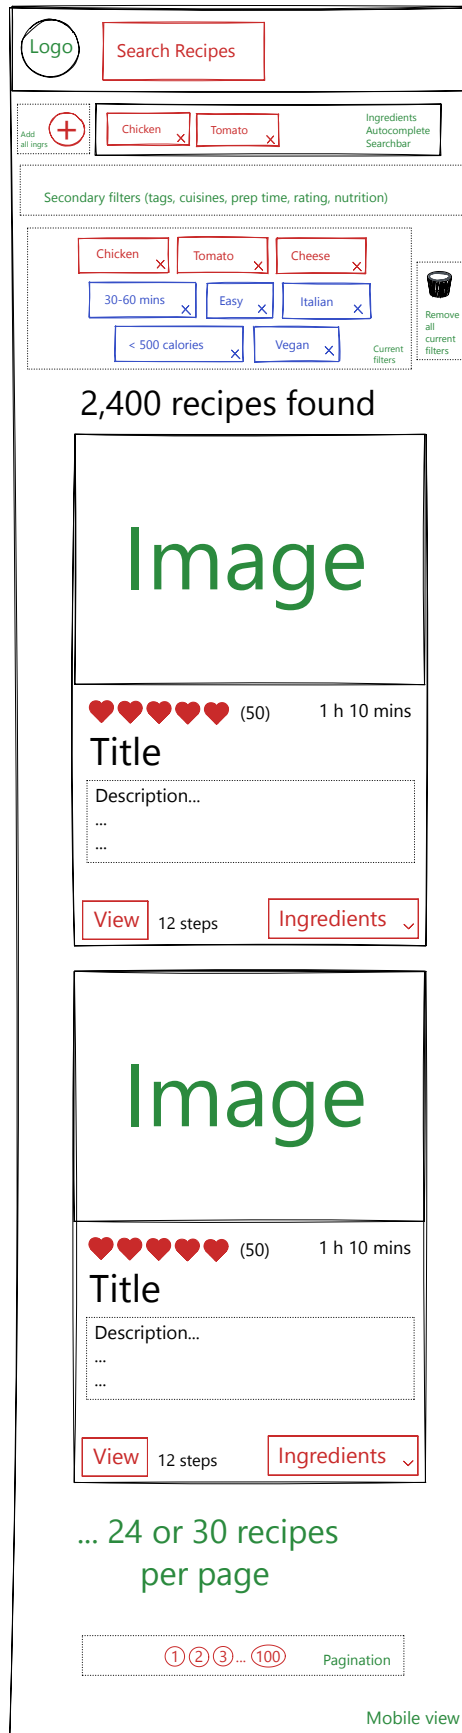 Logo
Search Recipes
Add
all ingrs
Chicken
Tomato
Ingredients
Autocomplete
Searchbar
Secondary filters (tags, cuisines, prep time, rating, nutrition)
Chicken
Tomato
Cheese
30-60 mins
Easy
Italian
< 500 calories
Vegan
Current
filters
Remove
all
current
filters
2,400 recipes found
Image
(50)
1 h 10 mins
Title
Description...
...
...
View
12 steps
Ingredients
Image
(50)
1 h 10 mins
Title
Description...
...
...
View
12 steps
Ingredients
... 24 or 30 recipes
per page
1 2 3 ... 100
Pagination
Mobile view